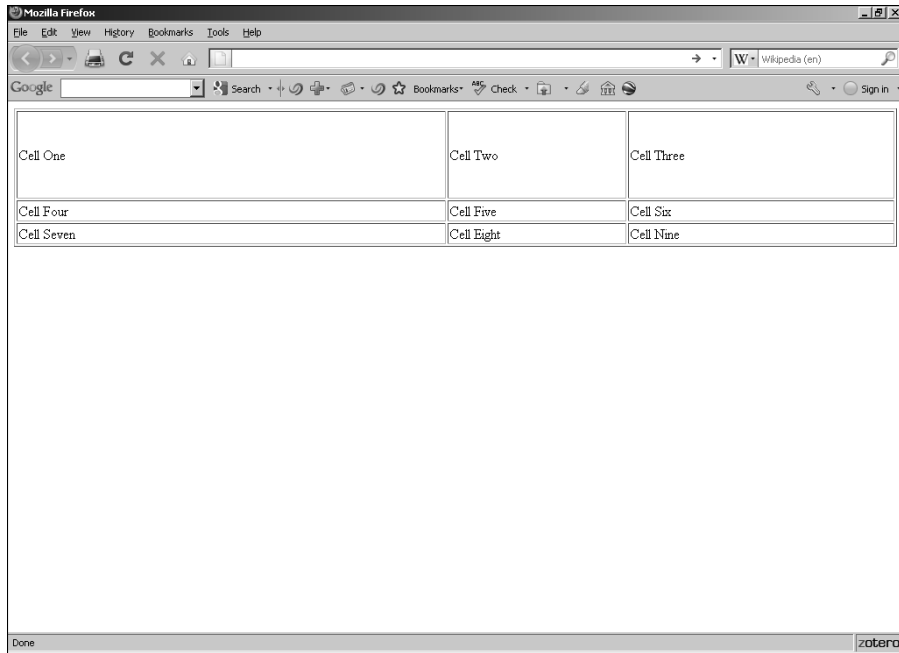 Mozilla Firefox
File Edit View History Bookmarks Tools Help
W Wikipedia (en)
Google Search Bookmarks ABC Check Sign in
Cell One Cell Two Cell Three
Cell Four Cell Five Cell Six
Cell Seven Cell Eight Cell Nine
Done zotero